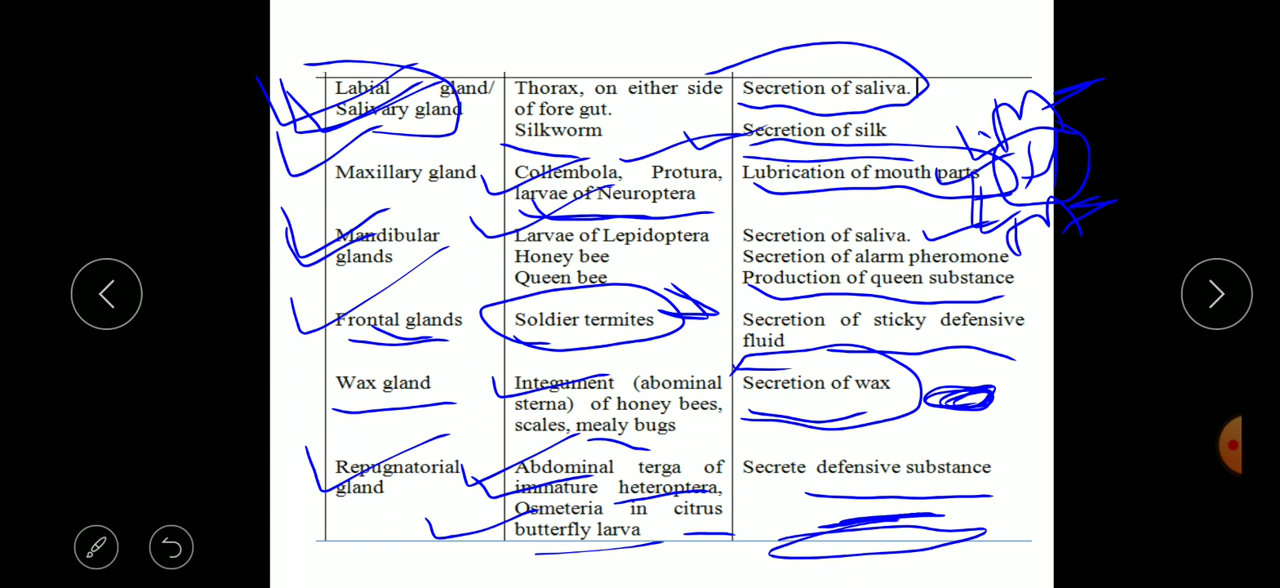 Labial gland/ Thorax, on either side Secretion of saliva.
Salivary gland of fore gut.
Silkworm Secretion of silk
Maxillary gland Collembola, Protura, Lubrication of mouth parts
larvae of Neuroptera
Mandibular Larvae of Lepidoptera Secretion of saliva.
glands Honey bee Secretion of alarm pheromone
Queen bee Production of queen substance
Frontal glands Soldier termites Secretion of sticky defensive
fluid
Wax gland Integument (abominal Secretion of wax
sterna) of honey bees,
scales, mealy bugs
Repugnatorial Abdominal terga of Secrete defensive substance
gland immature heteroptera,
Osmeteria in citrus
butterfly larva